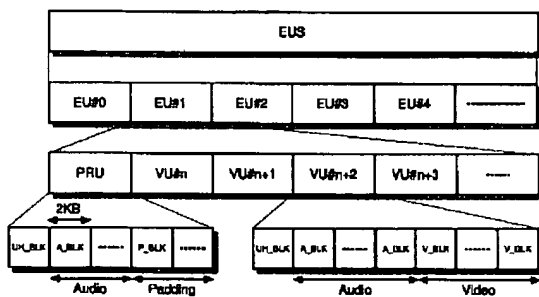 EUS
EU#0 EU#1 EU#2 EU#3 EU#4 ----------
PRU VU#n VU#n+1 VU#n+2 VU#n+3 -----
2KB
UH_BLK A_BLK ------ P_BLK ------ UH_BLK A_BLK ------ A_BLK V_BLK ------ V_BLK
Audio Padding Audio Video